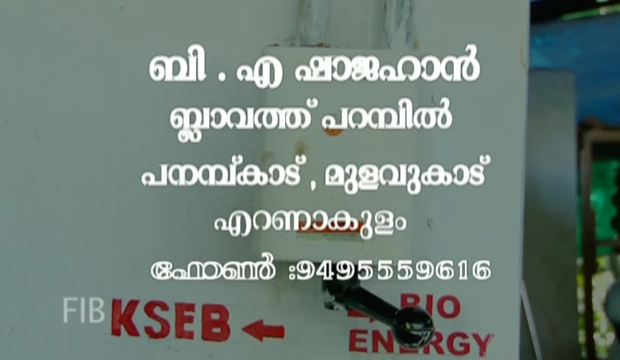 ബി . എ ഷാജഹാൻ
ബ്ലാവത്ത് പറമ്പിൽ
പനമ്പ്കാട് , മുളവുകാട്
എറണാകുളം
ഫോൺ :9495559616
FIB KSEB ←
BIO
ENERGY